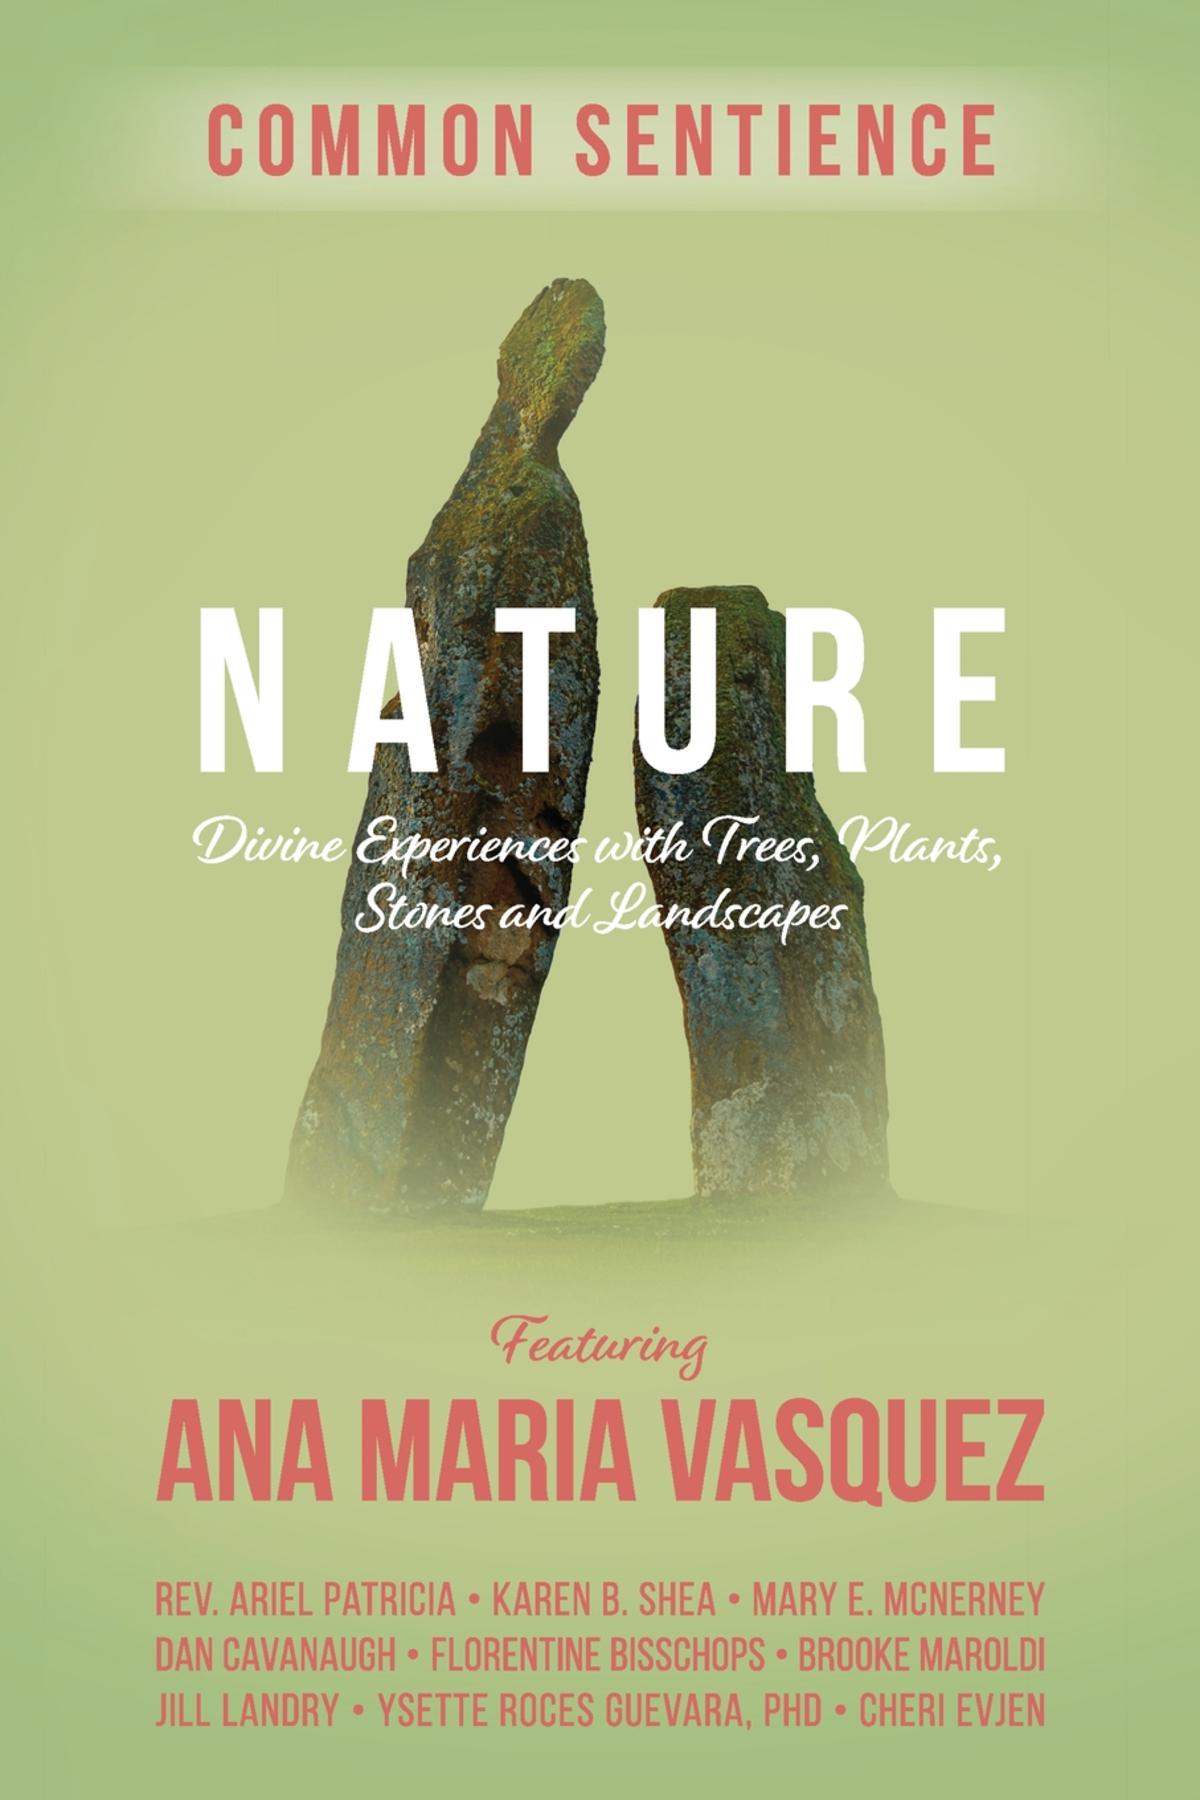 COMMON SENTIENCE
NATURE
Divine Experiences with Trees, Plants,
Stones and Landscapes
Featuring
ANA MARIA VASQUEZ
REV. ARIEL PATRICIA • KAREN B. SHEA • MARY E. MCNERNEY
DAN CAVANAUGH • FLORENTINE BISSCHOPS • BROOKE MAROLDI
JILL LANDRY • YSETTE ROCES GUEVARA, PHD • CHERI EVJEN